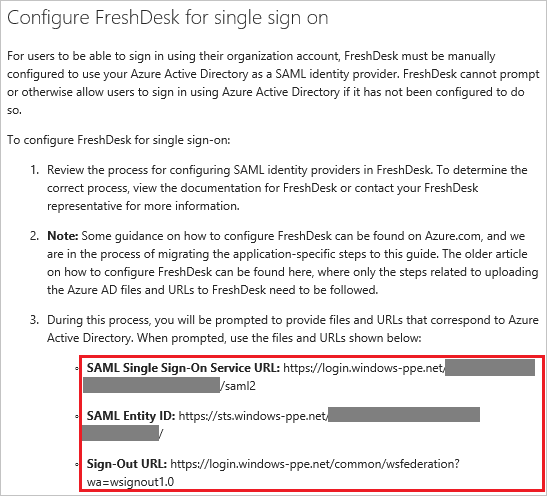 Configure FreshDesk for single sign on
For users to be able to sign in using their organization account, FreshDesk must be manually
configured to use your Azure Active Directory as a SAML identity provider. FreshDesk cannot prompt
or otherwise allow users to sign in using Azure Active Directory if it has not been configured to do
so.
To configure FreshDesk for single sign-on:
1. Review the process for configuring SAML identity providers in FreshDesk. To determine the
correct process, view the documentation for FreshDesk or contact your FreshDesk
representative for more information.
2. Note: Some guidance on how to configure FreshDesk can be found on Azure.com, and we
are in the process of migrating the application-specific steps to this guide. The older article
on how to configure FreshDesk can be found here, where only the steps related to uploading
the Azure AD files and URLs to FreshDesk need to be followed.
3. During this process, you will be prompted to provide files and URLs that correspond to Azure
Active Directory. When prompted, use the files and URLs shown below:
◦ SAML Single Sign-On Service URL: https://login.windows-ppe.net/
/saml2
◦ SAML Entity ID: https://sts.windows-ppe.net/
/
◦ Sign-Out URL: https://login.windows-ppe.net/common/wsfederation?
wa=wsignout1.0